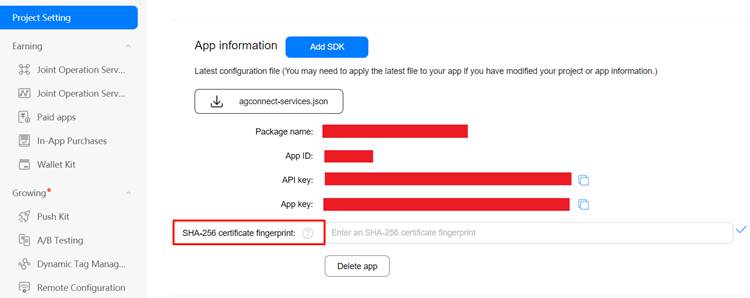 Project Setting
Earning
Joint Operation Serv...
Joint Operation Serv...
Paid apps
In-App Purchases
Wallet Kit
Growing
Push Kit
A/B Testing
Dynamic Tag Manag...
Remote Configuration
App information
Add SDK
Latest configuration file (You may need to apply the latest file to your app if you have modified your project or app information.)
agconnect-services.json
Package name:
App ID:
API key:
App key:
SHA-256 certificate fingerprint: ?
Enter an SHA-256 certificate fingerprint
Delete app